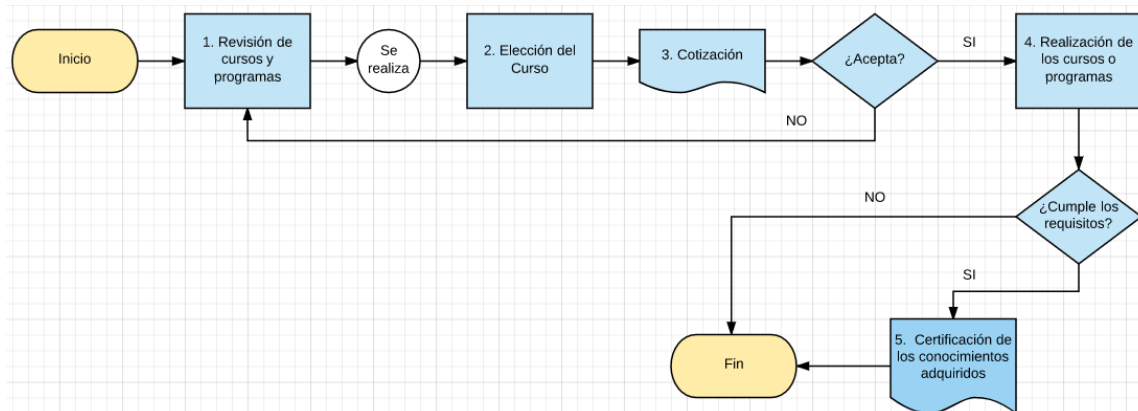 Inicio
1. Revisión de
cursos y
programas
Se
realiza
2. Elección del
Curso
3. Cotización
¿Acepta?
SI
4. Realización de
los cursos o
programas
NO
¿Cumple los
requisitos?
NO
SI
5. Certificación de
los conocimientos
adquiridos
Fin